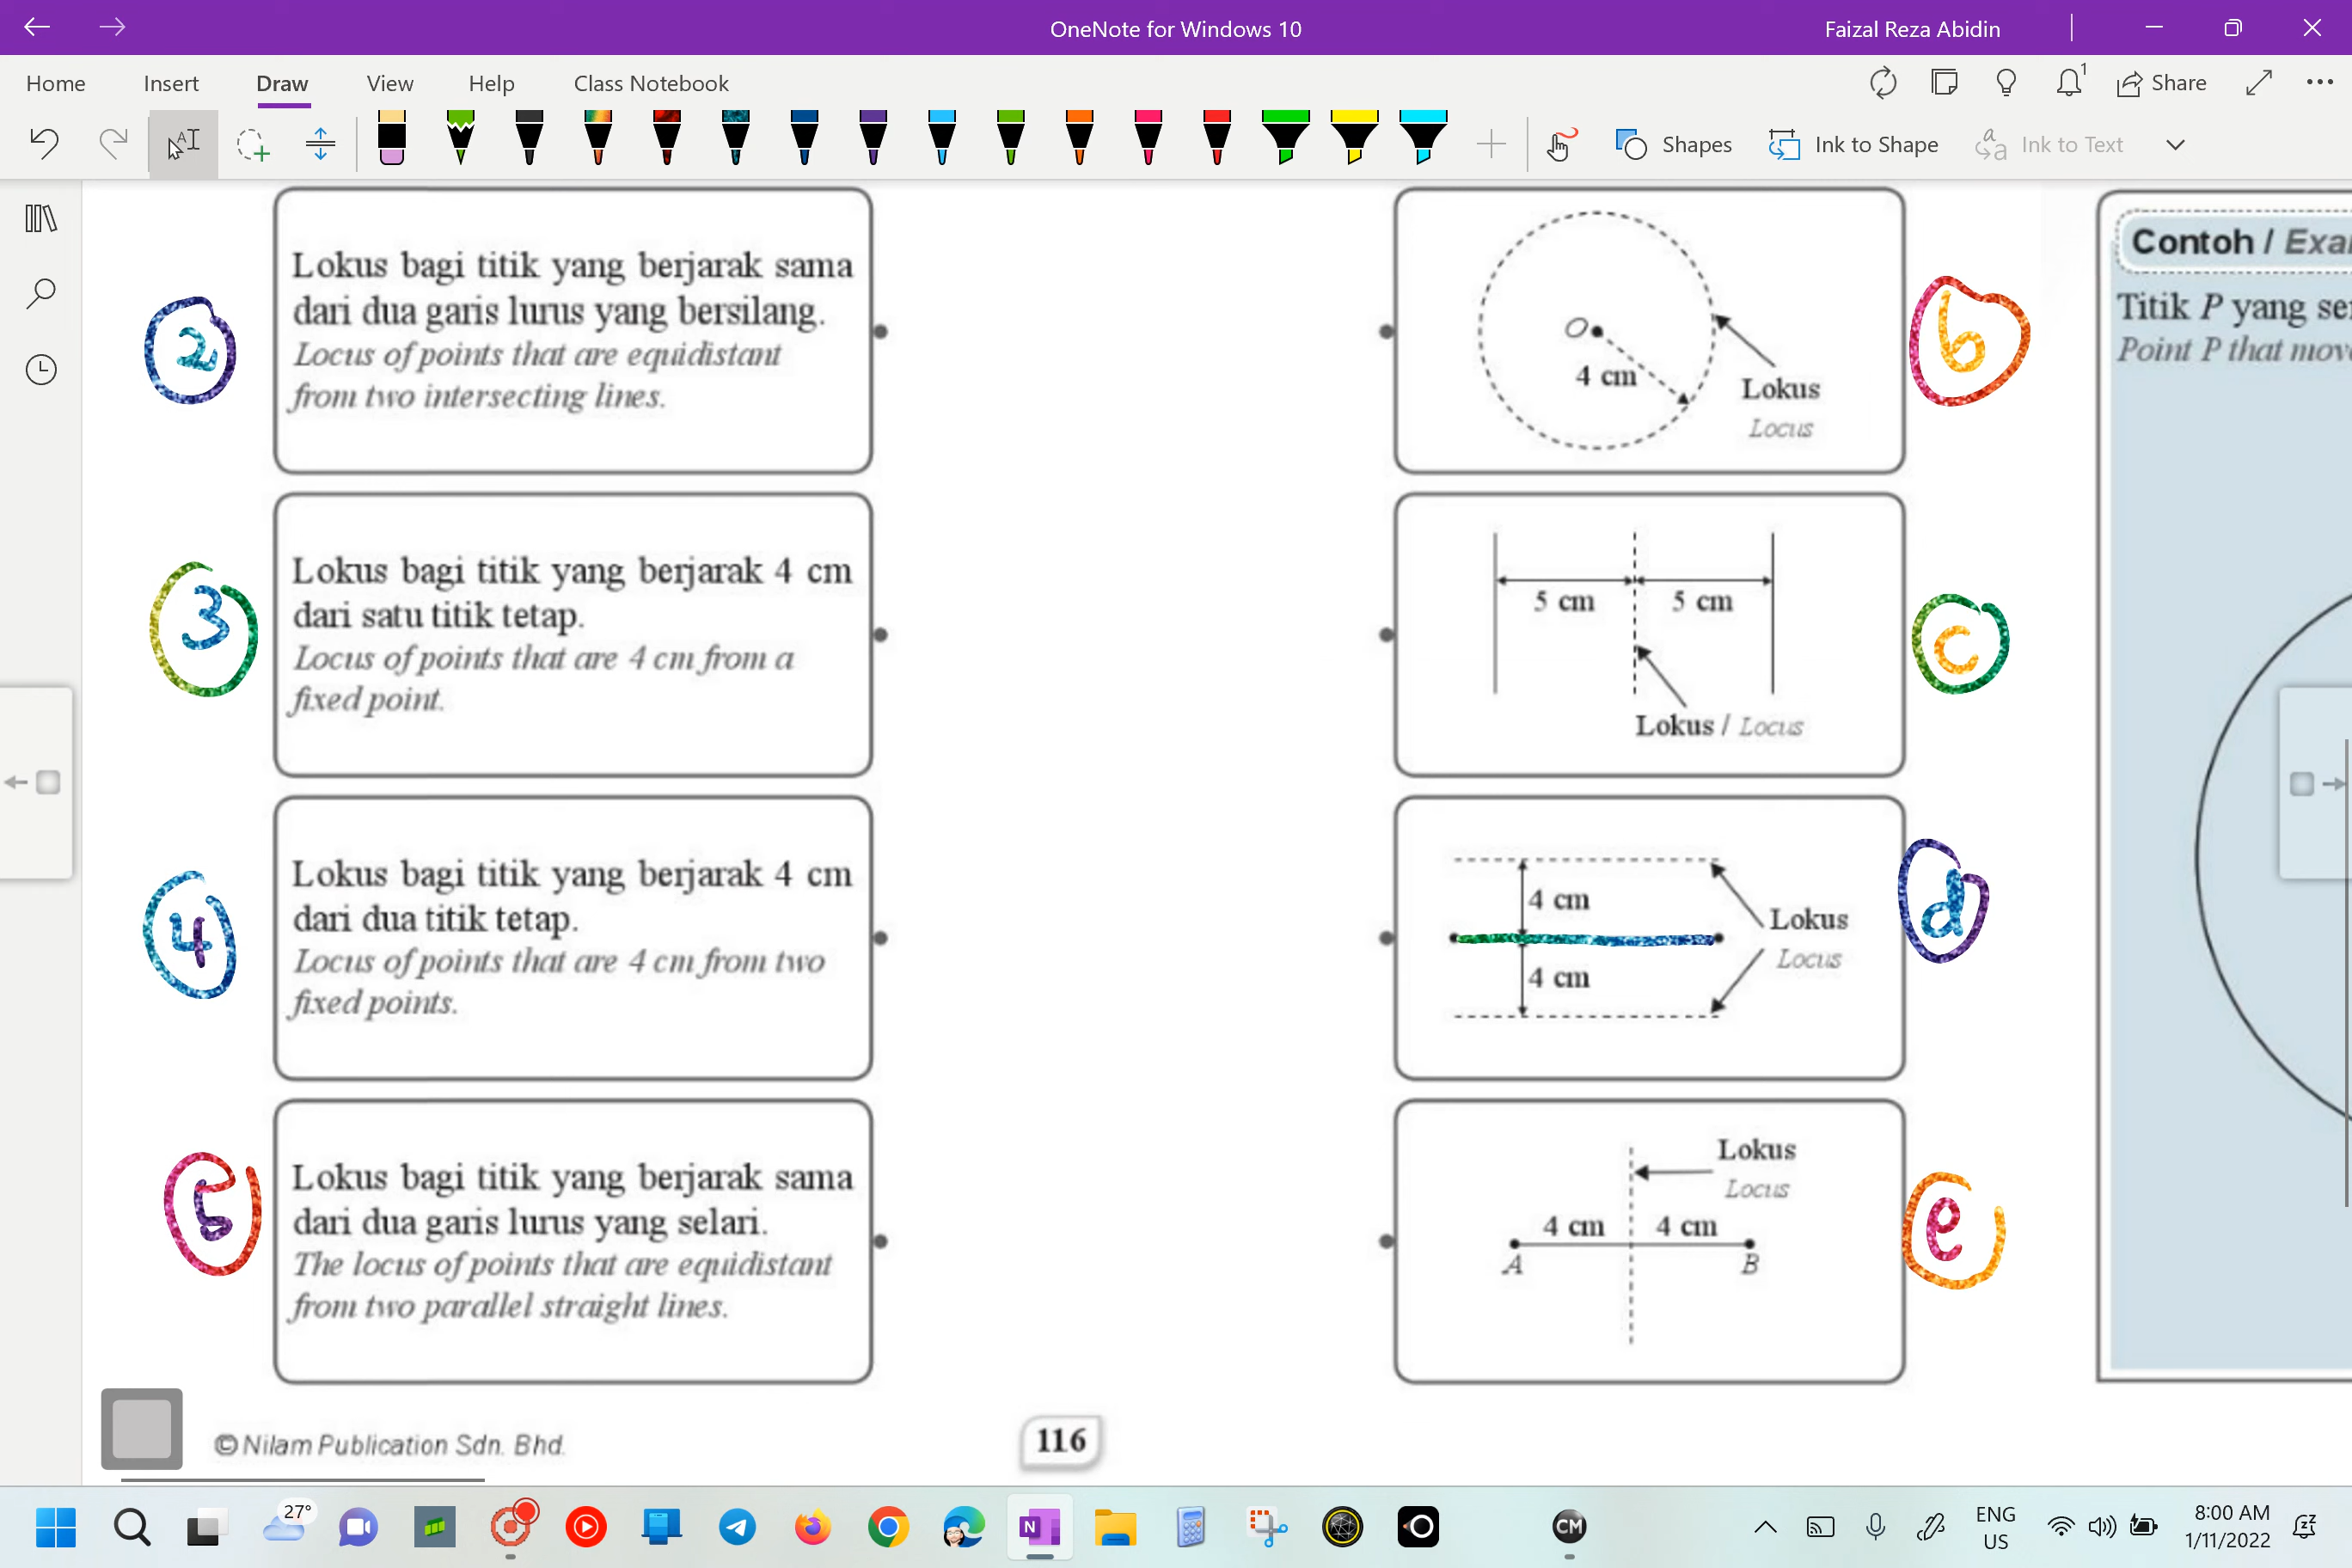 OneNote for Windows 10
Faizal Reza Abidin
Home Insert Draw View Help Class Notebook
1 Share
Shapes Ink to Shape Ink to Text
2
Lokus bagi titik yang berjarak sama
dari dua garis lurus yang bersilang.
Locus of points that are equidistant
from two intersecting lines.
O
4 cm
Lokus
Locus
b
3
Lokus bagi titik yang berjarak 4 cm
dari satu titik tetap.
Locus of points that are 4 cm from a
fixed point.
5 cm 5 cm
Lokus / Locus
c
4
Lokus bagi titik yang berjarak 4 cm
dari dua titik tetap.
Locus of points that are 4 cm from two
fixed points.
4 cm
4 cm
Lokus
Locus
d
5
Lokus bagi titik yang berjarak sama
dari dua garis lurus yang selari.
The locus of points that are equidistant
from two parallel straight lines.
Lokus
Locus
4 cm 4 cm
A B
e
Contoh /
Titik P yang
Point P that
© Nilam Publication Sdn. Bhd.
116
27°
N
CM
ENG
US
8:00 AM
1/11/2022